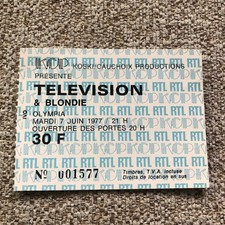 KCP KOSKI/CAUCHOIX PRODUCTIONS
PRÉSENTE
TELEVISION
& BLONDIE
OLYMPIA
MARDI 7 JUIN 1977 / 21 H
OUVERTURE DES PORTES 20 H
30 F
RTL RTL RTL
Nº 001577
Timbres, T.V.A. incluse
Droits de location en sus